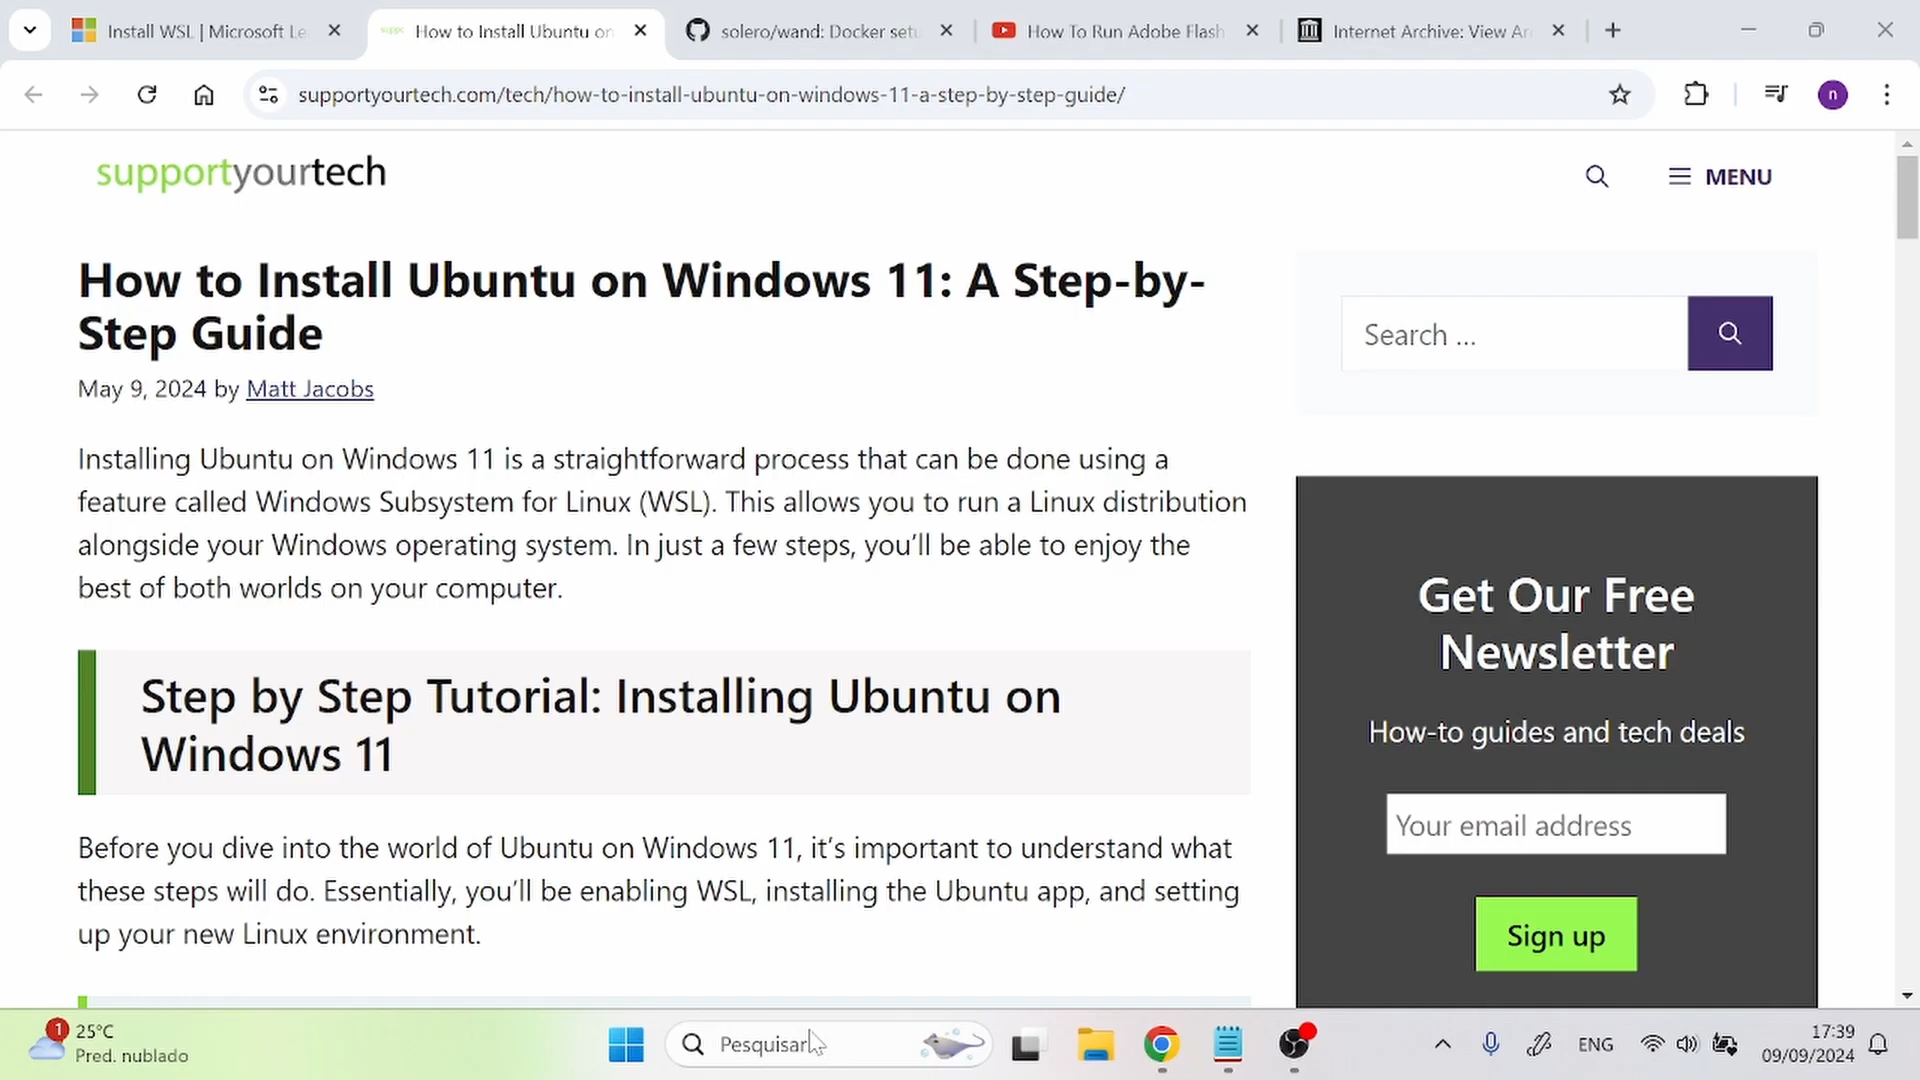 Install WSL | Microsoft Le
How to Install Ubuntu on
solero/wand: Docker setu
How To Run Adobe Flash
Internet Archive: View Ar
supportyourtech.com/tech/how-to-install-ubuntu-on-windows-11-a-step-by-step-guide/
n
supportyourtech
MENU
How to Install Ubuntu on Windows 11: A Step-by-
Step Guide
May 9, 2024 by Matt Jacobs
Installing Ubuntu on Windows 11 is a straightforward process that can be done using a
feature called Windows Subsystem for Linux (WSL). This allows you to run a Linux distribution
alongside your Windows operating system. In just a few steps, you’ll be able to enjoy the
best of both worlds on your computer.
Step by Step Tutorial: Installing Ubuntu on
Windows 11
Before you dive into the world of Ubuntu on Windows 11, it’s important to understand what
these steps will do. Essentially, you’ll be enabling WSL, installing the Ubuntu app, and setting
up your new Linux environment.
Search …
Get Our Free
Newsletter
How-to guides and tech deals
Your email address
Sign up
1
25°C
Pred. nublado
Pesquisar
ENG
17:39
09/09/2024